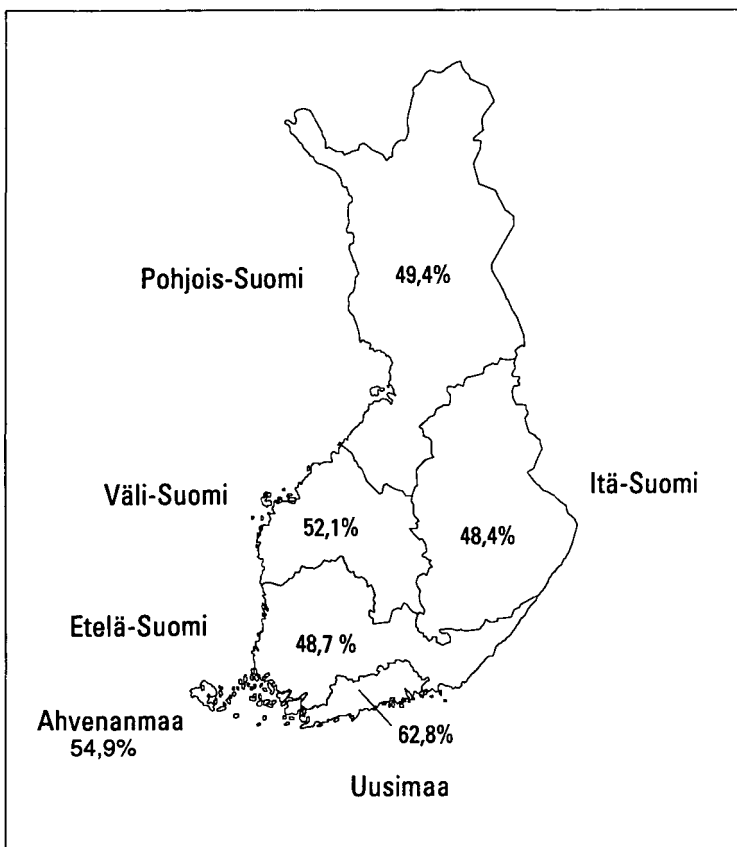 Pohjois-Suomi
49,4%
Väli-Suomi
52,1%
Itä-Suomi
48,4%
Etelä-Suomi
48,7 %
Ahvenanmaa
54,9%
62,8%
Uusimaa